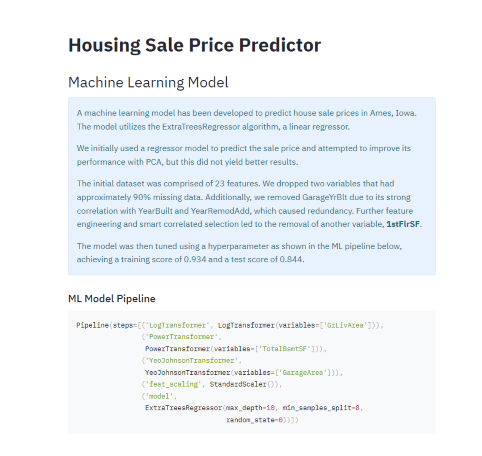 Housing Sale Price Predictor
Machine Learning Model
A machine learning model has been developed to predict house sale prices in Ames, Iowa.
The model utilizes the ExtraTreesRegressor algorithm, a linear regressor.
We initially used a regressor model to predict the sale price and attempted to improve its
performance with PCA, but this did not yield better results.
The initial dataset was comprised of 23 features. We dropped two variables that had
approximately 90% missing data. Additionally, we removed GarageYrBlt due to its strong
correlation with YearBuilt and YearRemodAdd, which caused redundancy. Further feature
engineering and smart correlated selection led to the removal of another variable, 1stFlrSF.
The model was then tuned using a hyperparameter as shown in the ML pipeline below,
achieving a training score of 0.934 and a test score of 0.844.
ML Model Pipeline
Pipeline(steps=[('LogTransformer', LogTransformer(variables=['GrLivArea'])),
('PowerTransformer',
PowerTransformer(variables=['TotalBsmtSF'])),
('YeoJohnsonTransformer',
YeoJohnsonTransformer(variables=['GarageArea'])),
('feat_scaling', StandardScaler()),
('model',
ExtraTreesRegressor(max_depth=10, min_samples_split=8,
random_state=0))])